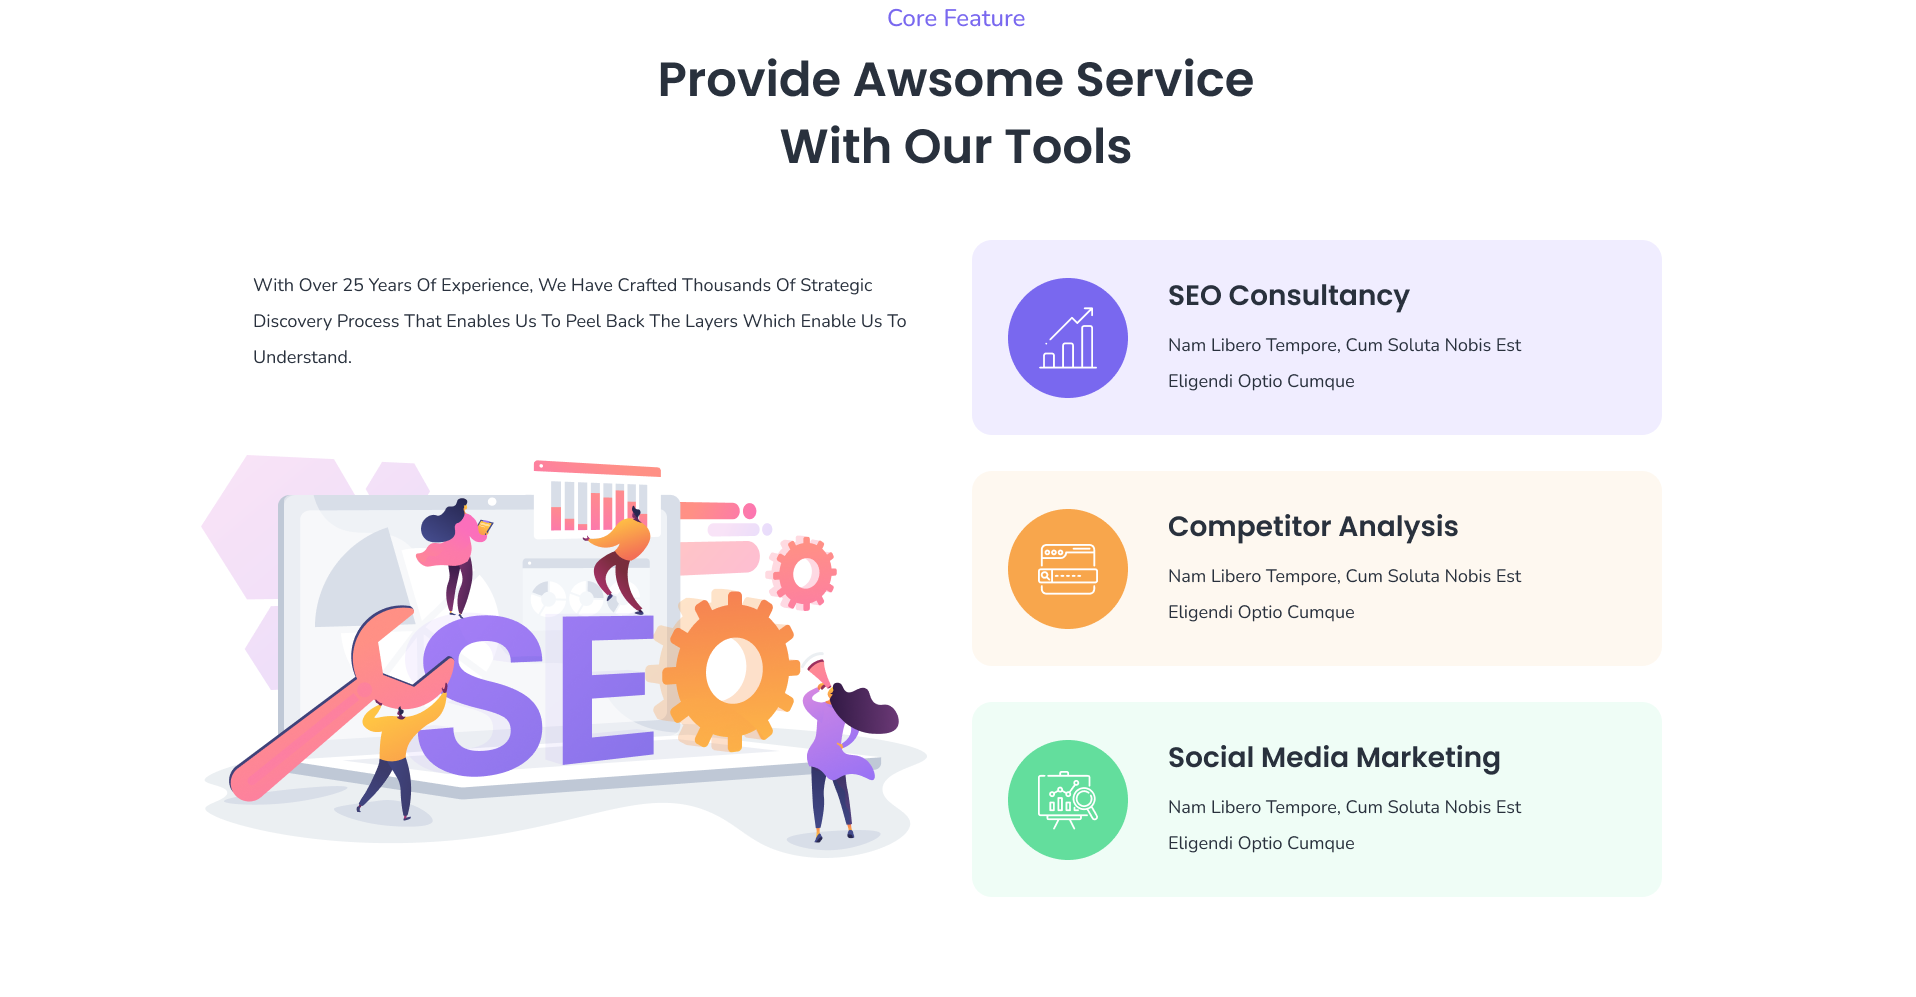 Core Feature
Provide Awsome Service
With Our Tools
With Over 25 Years Of Experience, We Have Crafted Thousands Of Strategic
Discovery Process That Enables Us To Peel Back The Layers Which Enable Us To
Understand.
SEO
SEO Consultancy
Nam Libero Tempore, Cum Soluta Nobis Est
Eligendi Optio Cumque
Competitor Analysis
Nam Libero Tempore, Cum Soluta Nobis Est
Eligendi Optio Cumque
Social Media Marketing
Nam Libero Tempore, Cum Soluta Nobis Est
Eligendi Optio Cumque